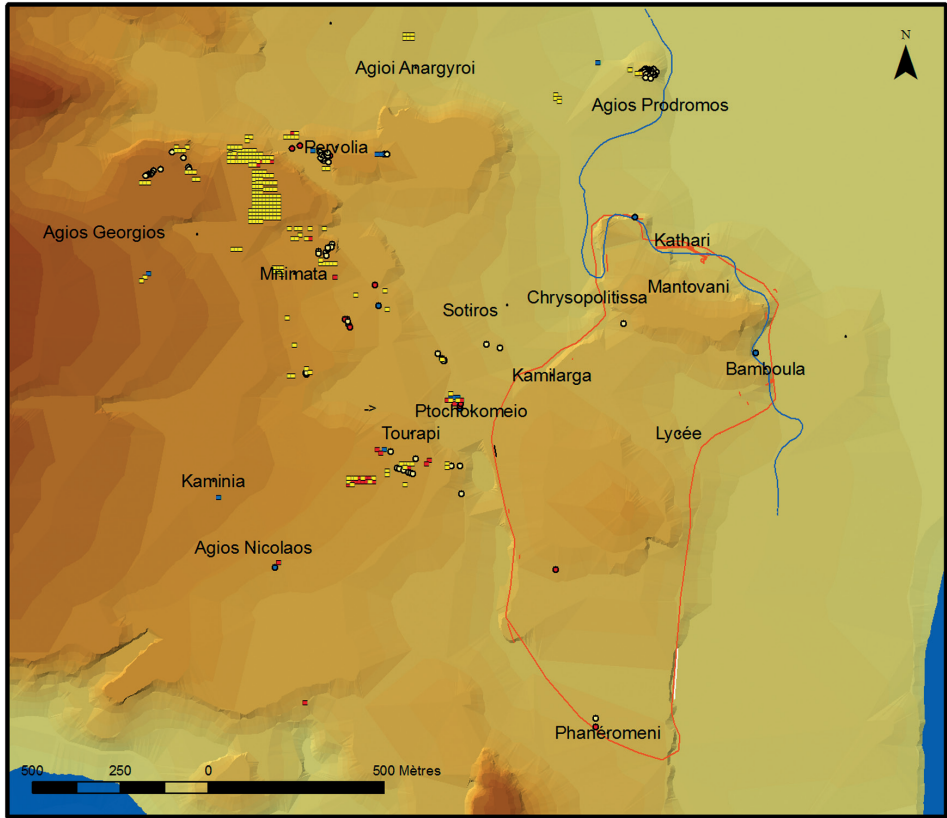 N
Agioi Anargyroi
Agios Prodromos
Pervolia
Agios Georgios
Kathari
Mnimata
Mantovani
Chrysopolitissa
Sotiros
Bamboula
Kamilarga
Ptochokomeio
Tourapi
Lycée
Kaminia
Agios Nicolaos
Phanéromeni
500 250 0 500 Mètres